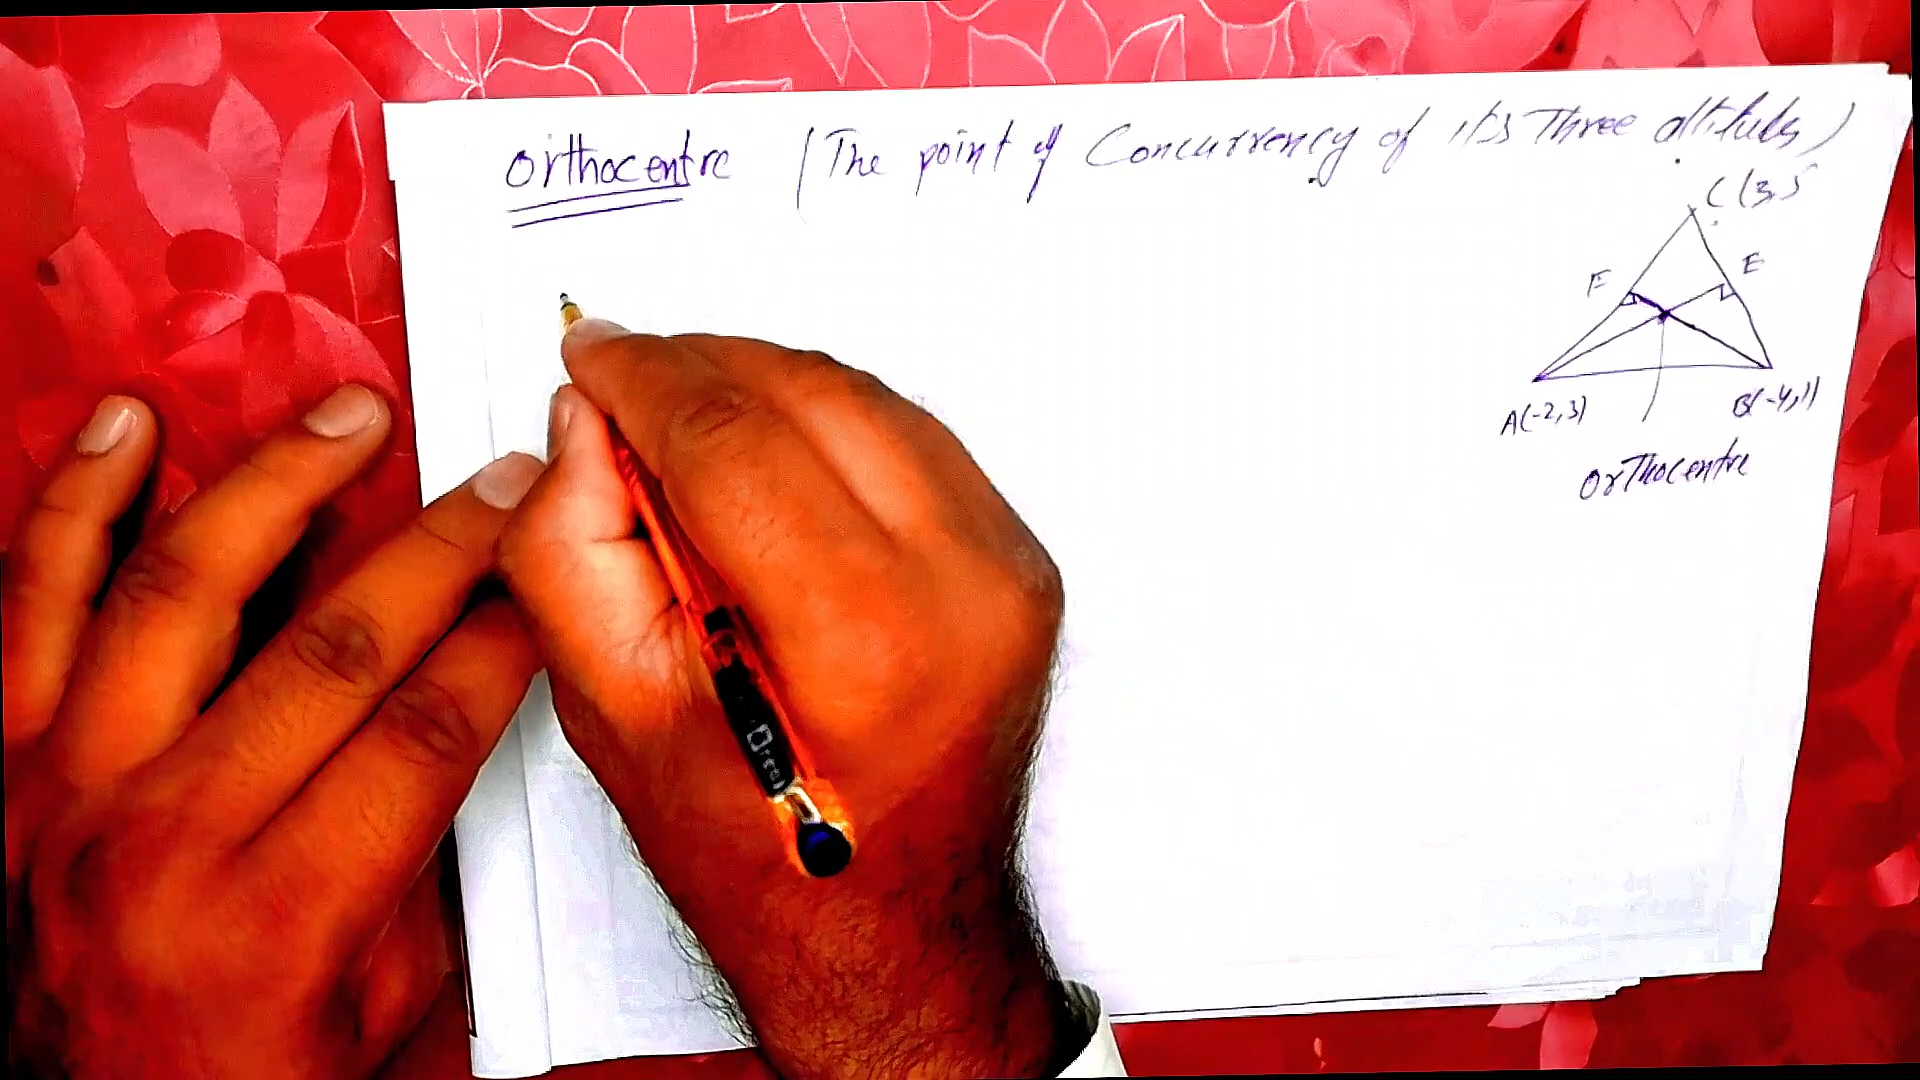 Orthocentre (The point of Concurrency of its Three altitudes)
C (3, 5
F
E
A(-2, 3)
B(-4, 1)
orThocentre